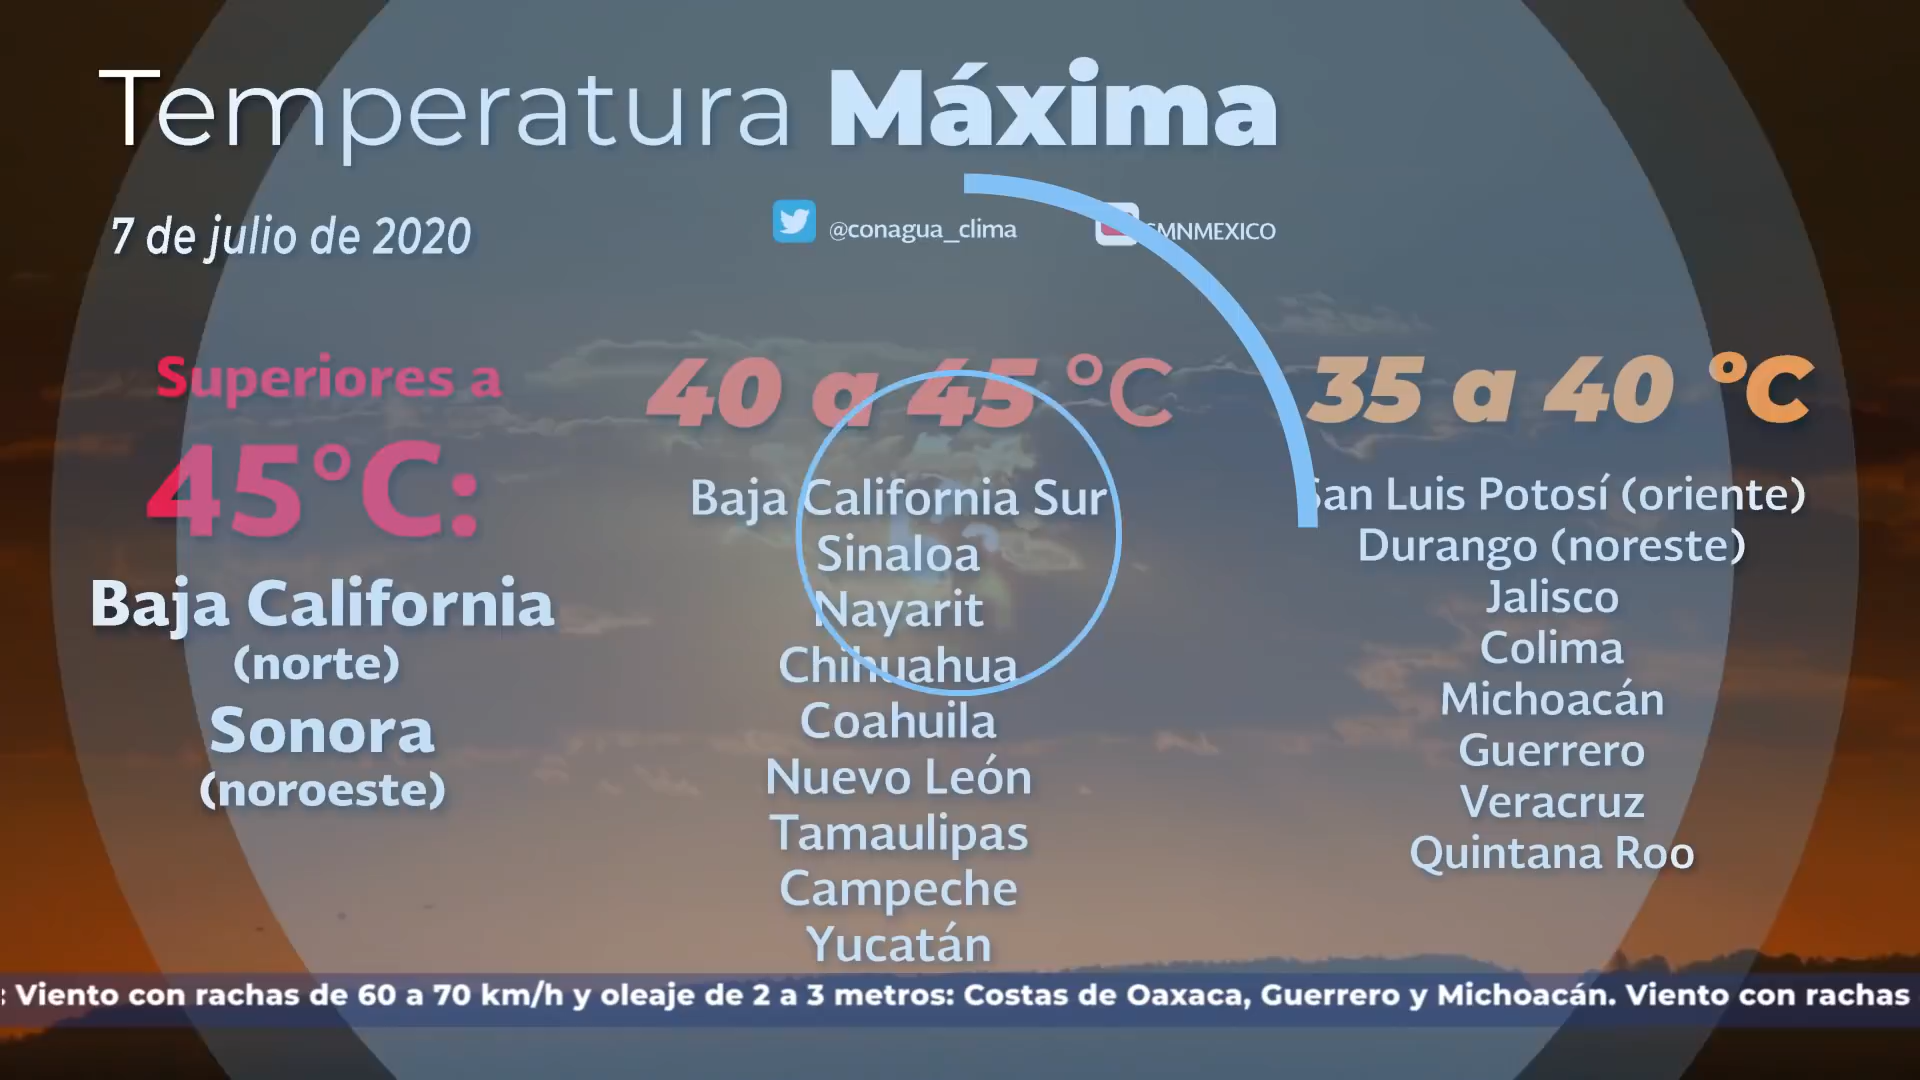 Temperatura Máxima
7 de julio de 2020
@conagua_clima
SMNMEXICO
Superiores a
45°C:
Baja California
(norte)
Sonora
(noroeste)
40 a 45 °C
Baja California Sur
Sinaloa
Nayarit
Chihuahua
Coahuila
Nuevo León
Tamaulipas
Campeche
Yucatán
35 a 40 °C
San Luis Potosí (oriente)
Durango (noreste)
Jalisco
Colima
Michoacán
Guerrero
Veracruz
Quintana Roo
: Viento con rachas de 60 a 70 km/h y oleaje de 2 a 3 metros: Costas de Oaxaca, Guerrero y Michoacán. Viento con rachas